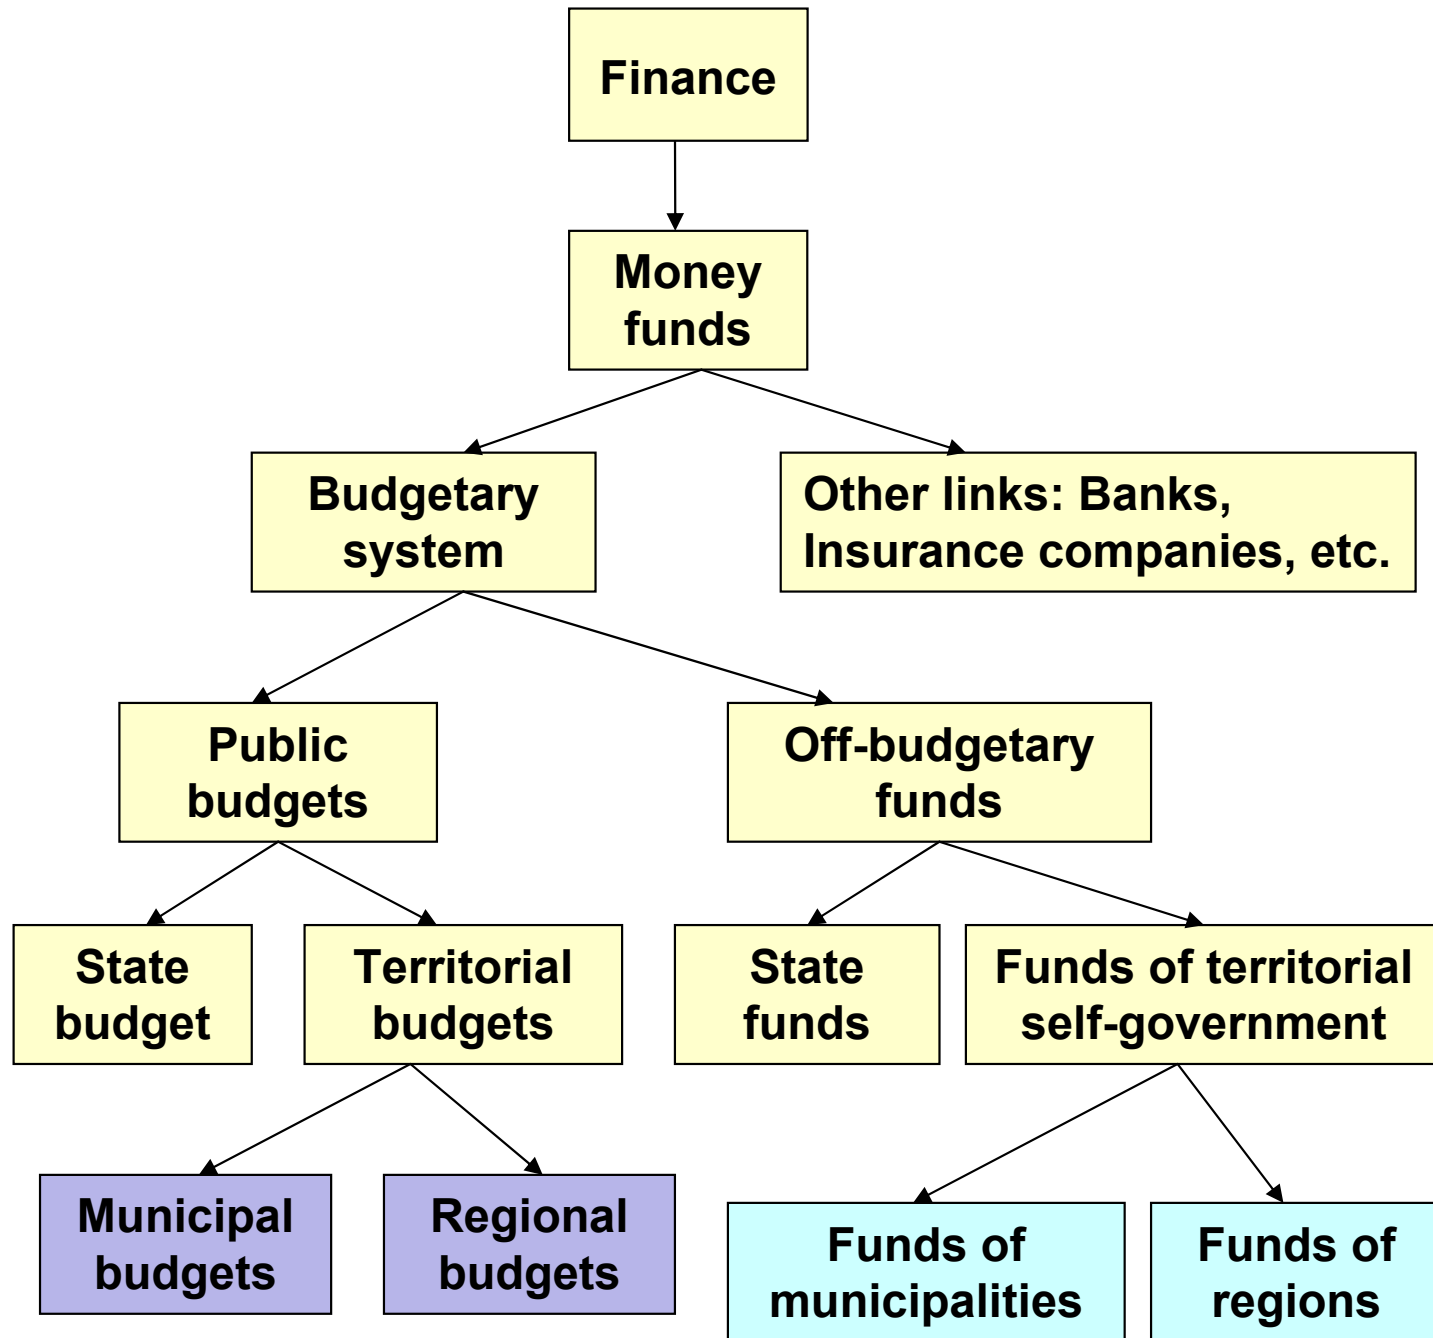 Finance
Money
funds
Budgetary
system
Other links: Banks,
Insurance companies, etc.
Public
budgets
Off-budgetary
funds
State
budget
Territorial
budgets
State
funds
Funds of territorial
self-government
Municipal
budgets
Regional
budgets
Funds of
municipalities
Funds of
regions